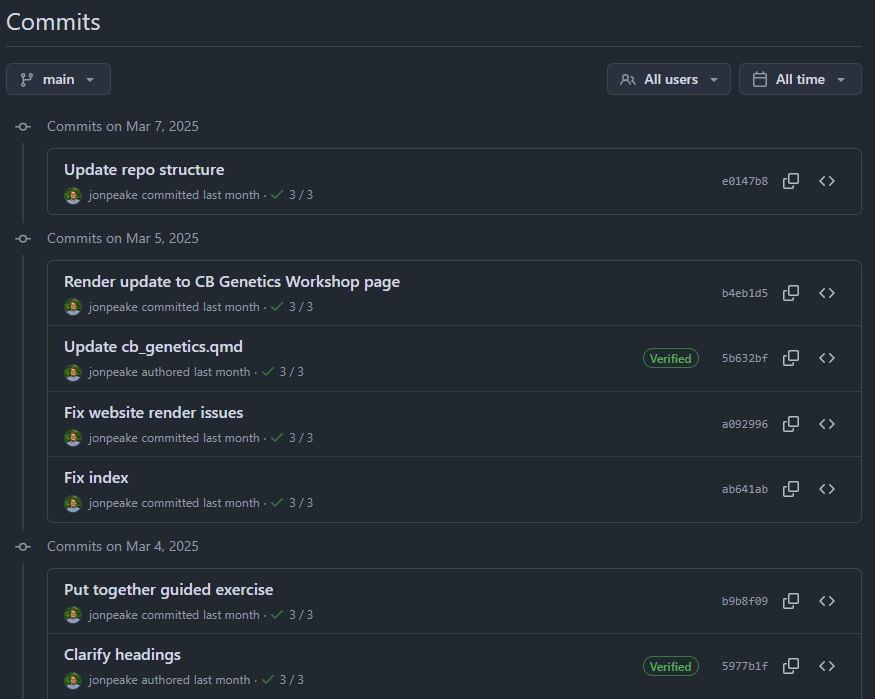 Commits
main
All users
All time
Commits on Mar 7, 2025
Update repo structure
jonpeake committed last month · 3 / 3
e0147b8
Commits on Mar 5, 2025
Render update to CB Genetics Workshop page
jonpeake committed last month · 3 / 3
b4eb1d5
Update cb_genetics.qmd
jonpeake authored last month · 3 / 3
Verified
5b632bf
Fix website render issues
jonpeake committed last month · 3 / 3
a092996
Fix index
jonpeake committed last month · 3 / 3
ab641ab
Commits on Mar 4, 2025
Put together guided exercise
jonpeake committed last month · 3 / 3
b9b8f09
Clarify headings
jonpeake authored last month · 3 / 3
Verified
5977b1f